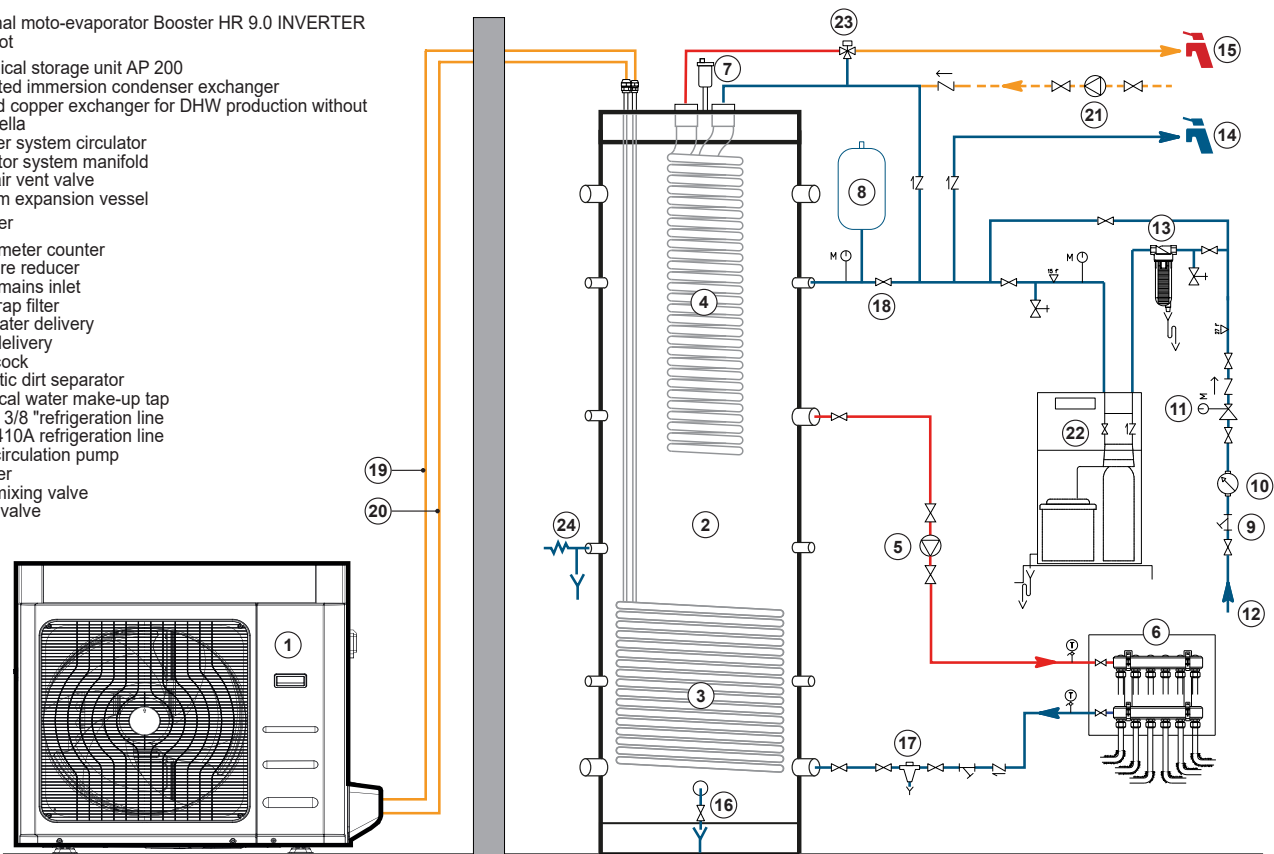 nal moto-evaporator Booster HR 9.0 INVERTER
ot
ical storage unit AP 200
ted immersion condenser exchanger
d copper exchanger for DHW production without
ella
er system circulator
tor system manifold
air vent valve
m expansion vessel
er
meter counter
re reducer
mains inlet
rap filter
ater delivery
delivery
cock
tic dirt separator
cal water make-up tap
3/8 "refrigeration line
410A refrigeration line
circulation pump
er
mixing valve
valve
23
15
7
21
14
8
13
M
M
4
18
M
11
22
19
10
20
24
2
5
9
12
1
6
T
3
T
17
16